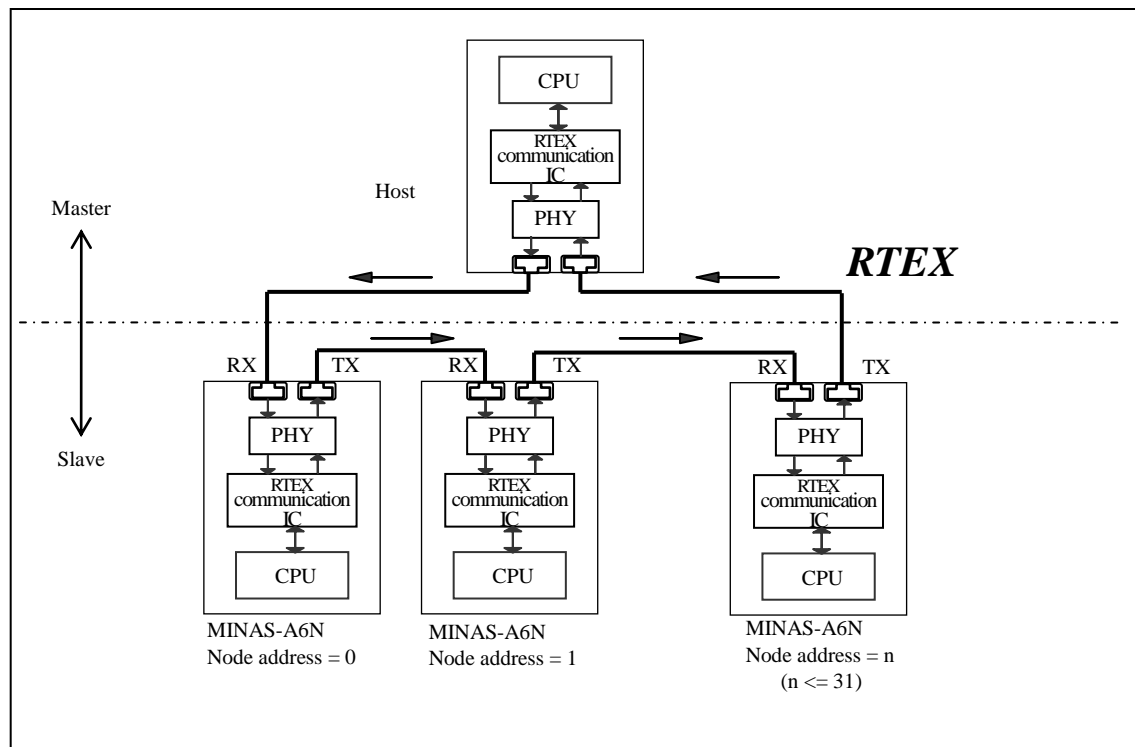 CPU
RTEX
communication
IC
PHY
Host
Master
RTEX
Slave
RX
TX
RX
TX
RX
TX
PHY
RTEX
communication
IC
CPU
MINAS-A6N
Node address = 0
PHY
RTEX
communication
IC
CPU
MINAS-A6N
Node address = 1
PHY
RTEX
communication
IC
CPU
MINAS-A6N
Node address = n
(n <= 31)